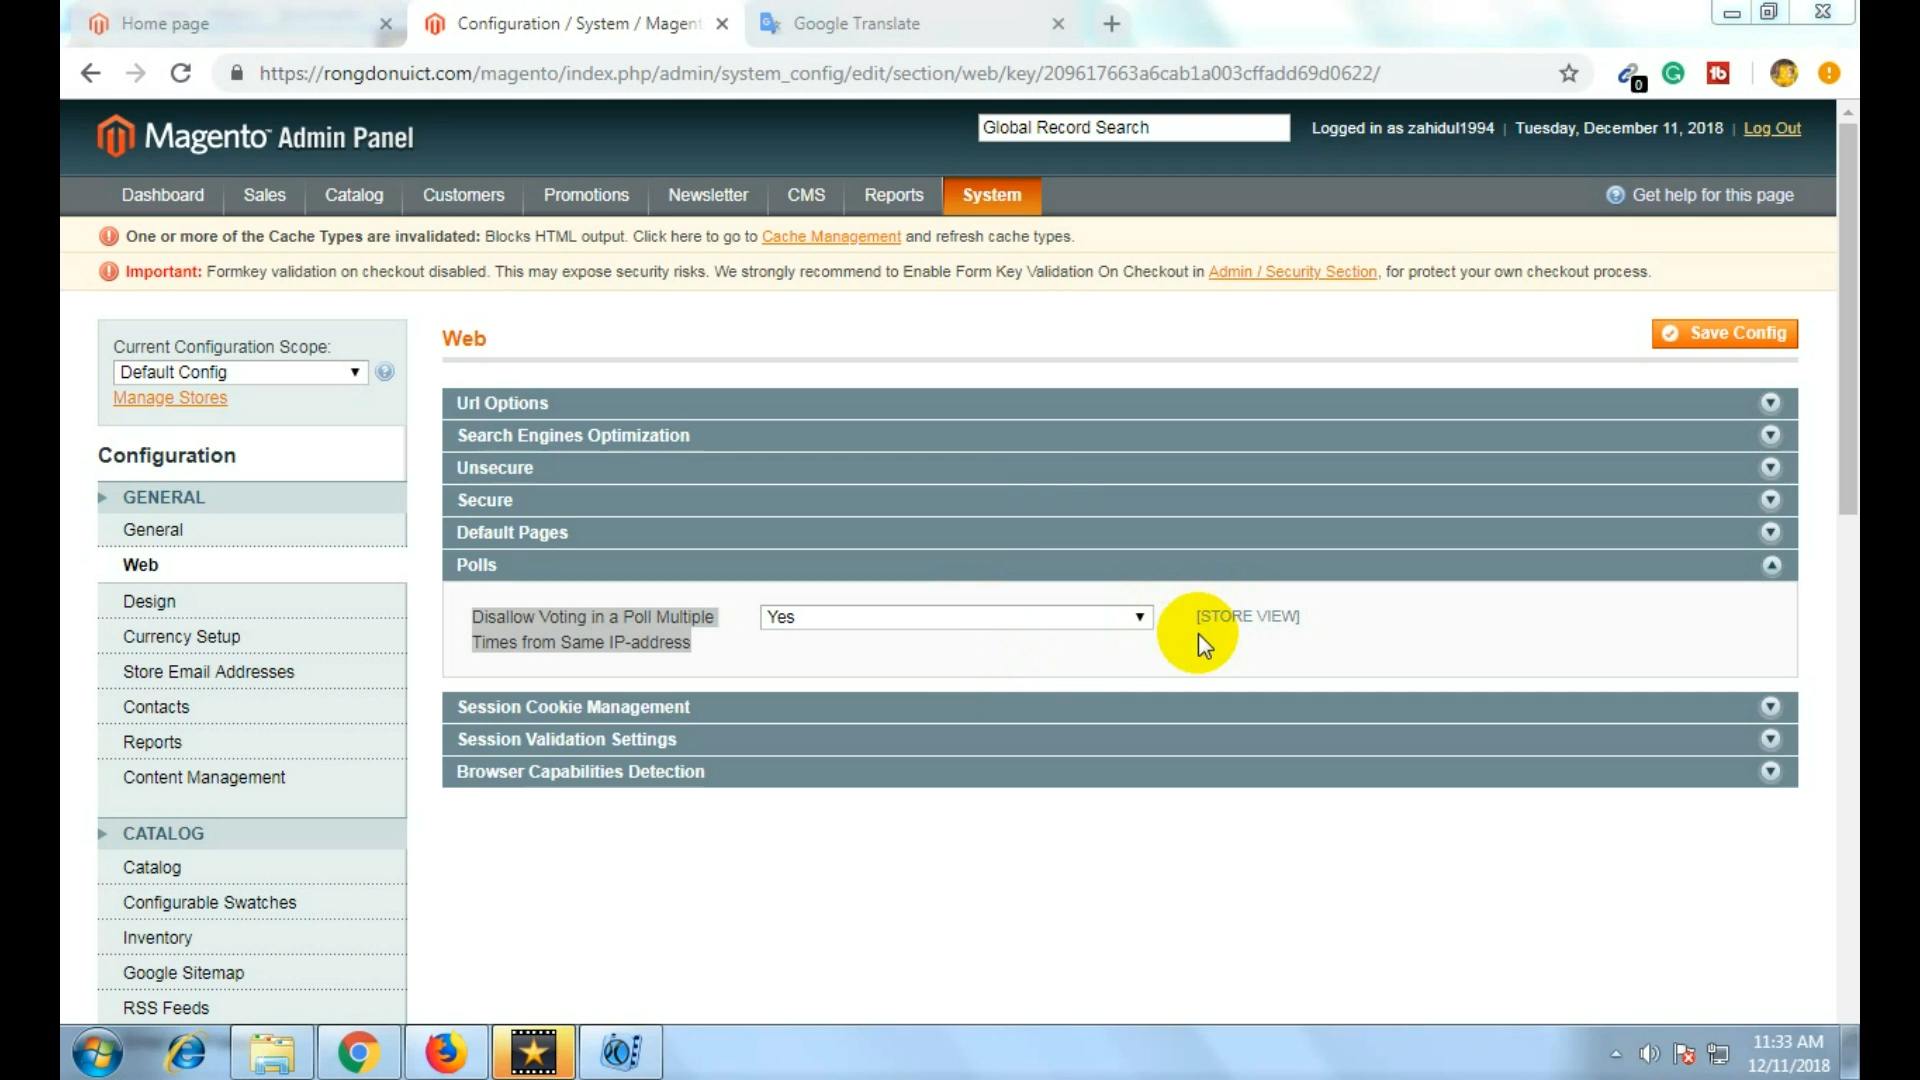 Home page
Configuration / System / Magent
Google Translate
https://rongdonuict.com/magento/index.php/admin/system_config/edit/section/web/key/209617663a6cab1a003cffadd69d0622/
0
Magento Admin Panel
Global Record Search
Logged in as zahidul1994 | Tuesday, December 11, 2018 | Log Out
Dashboard Sales Catalog Customers Promotions Newsletter CMS Reports System
Get help for this page
One or more of the Cache Types are invalidated: Blocks HTML output. Click here to go to Cache Management and refresh cache types.
Important: Formkey validation on checkout disabled. This may expose security risks. We strongly recommend to Enable Form Key Validation On Checkout in Admin / Security Section, for protect your own checkout process.
Current Configuration Scope:
Default Config
Manage Stores
Configuration
GENERAL
General
Web
Design
Currency Setup
Store Email Addresses
Contacts
Reports
Content Management
CATALOG
Catalog
Configurable Swatches
Inventory
Google Sitemap
RSS Feeds
Web
Save Config
Url Options
Search Engines Optimization
Unsecure
Secure
Default Pages
Polls
Disallow Voting in a Poll Multiple
Times from Same IP-address
Yes
[STORE VIEW]
Session Cookie Management
Session Validation Settings
Browser Capabilities Detection
11:33 AM
12/11/2018